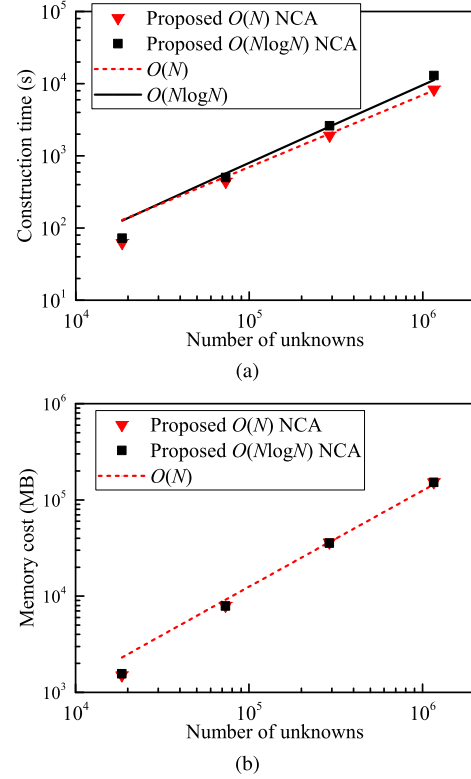 10^5
Proposed O(N) NCA
Proposed O(NlogN) NCA
O(N)
O(NlogN)
10^4
10^3
10^2
10^1
Construction time (s)
10^4
10^5
10^6
Number of unknowns
(a)
10^6
Proposed O(N) NCA
Proposed O(NlogN) NCA
O(N)
10^5
10^4
10^3
Memory cost (MB)
10^4
10^5
10^6
Number of unknowns
(b)